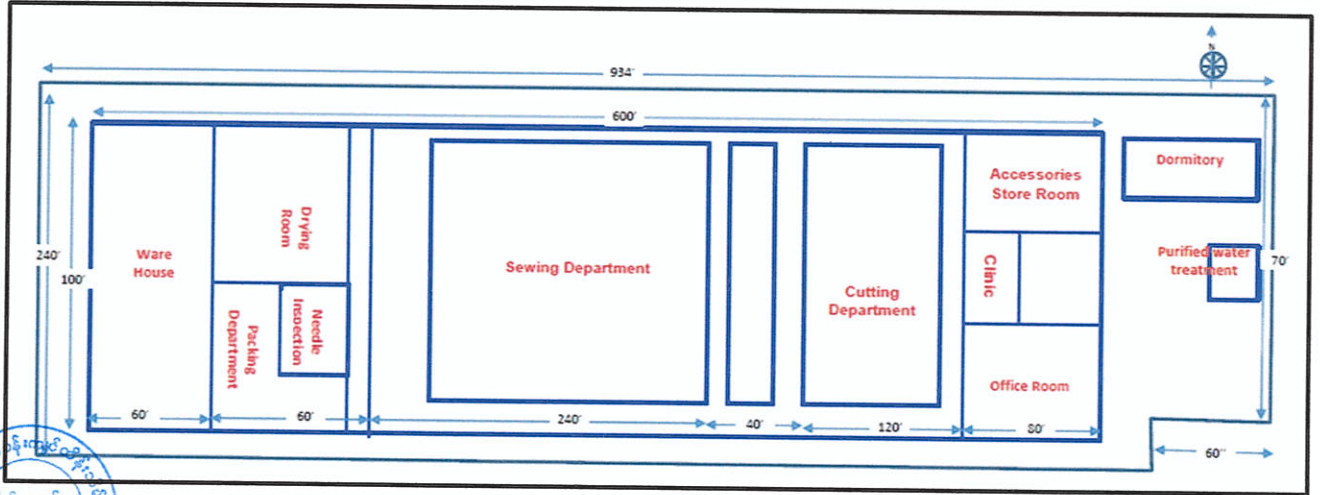 N
934'
600'
Dormitory
Accessories
Store Room
Drying
Room
Ware
House
240'
100'
Sewing Department
Cutting
Department
Clinic
Purified water
treatment
70'
Needle
Inspection
Packing
Department
Office Room
60'
60'
240'
40'
120'
80'
60''